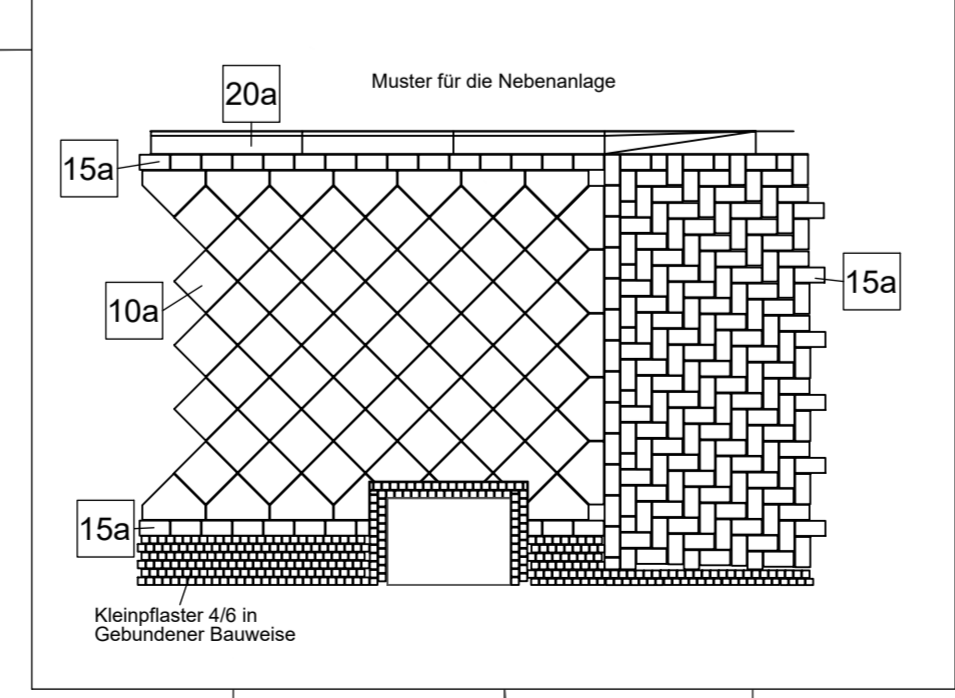 Muster für die Nebenanlage
20a
15a
15a
10a
15a
Kleinpflaster 4/6 in
Gebundener Bauweise